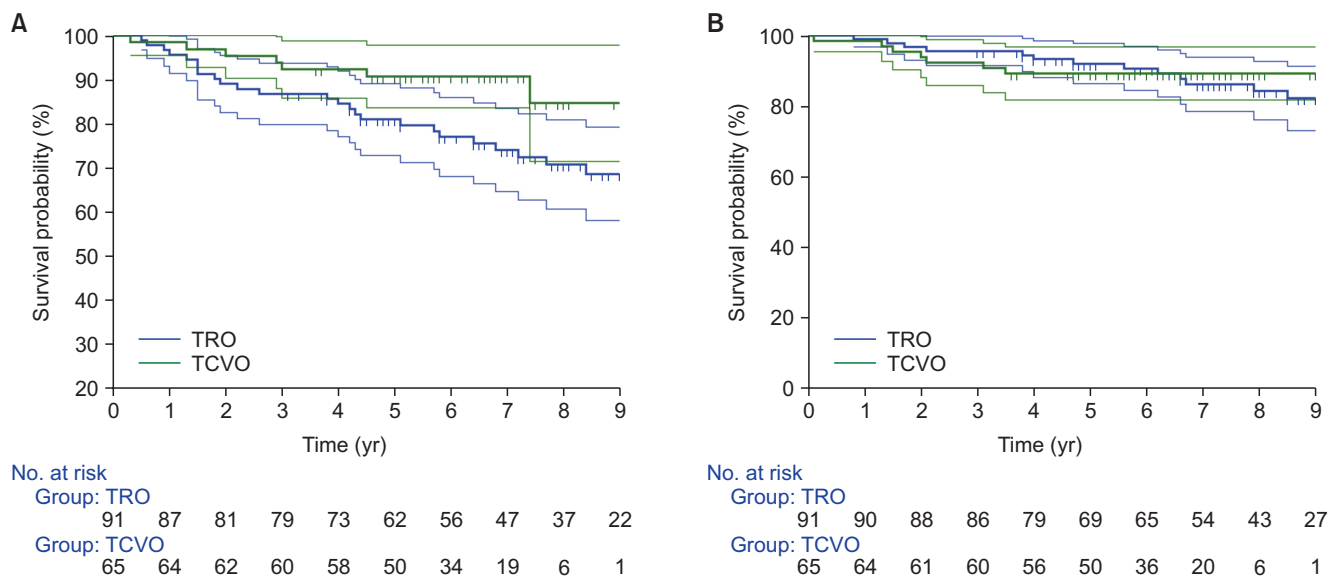 A
Survival probability (%)
100
90
80
70
60
50
40
30
20
TRO
TCVO
0 1 2 3 4 5 6 7 8 9
Time (yr)
No. at risk
Group: TRO
91 87 81 79 73 62 56 47 37 22
Group: TCVO
65 64 62 60 58 50 34 19 6 1
B
Survival probability (%)
100
80
60
40
20
0
TRO
TCVO
0 1 2 3 4 5 6 7 8 9
Time (yr)
No. at risk
Group: TRO
91 90 88 86 79 69 65 54 43 27
Group: TCVO
65 64 61 60 56 50 36 20 6 1